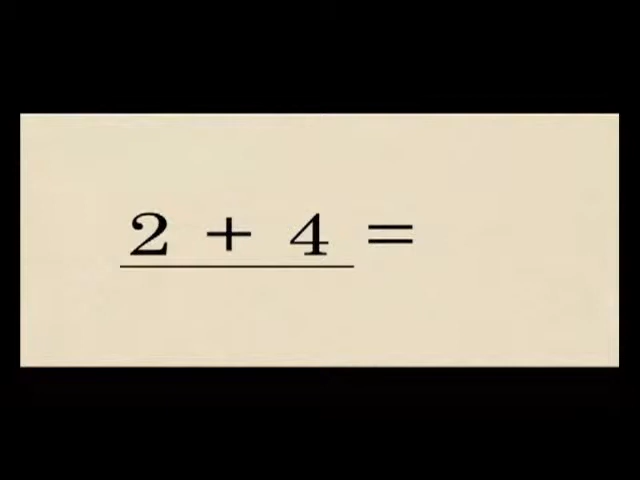 2 + 4 =